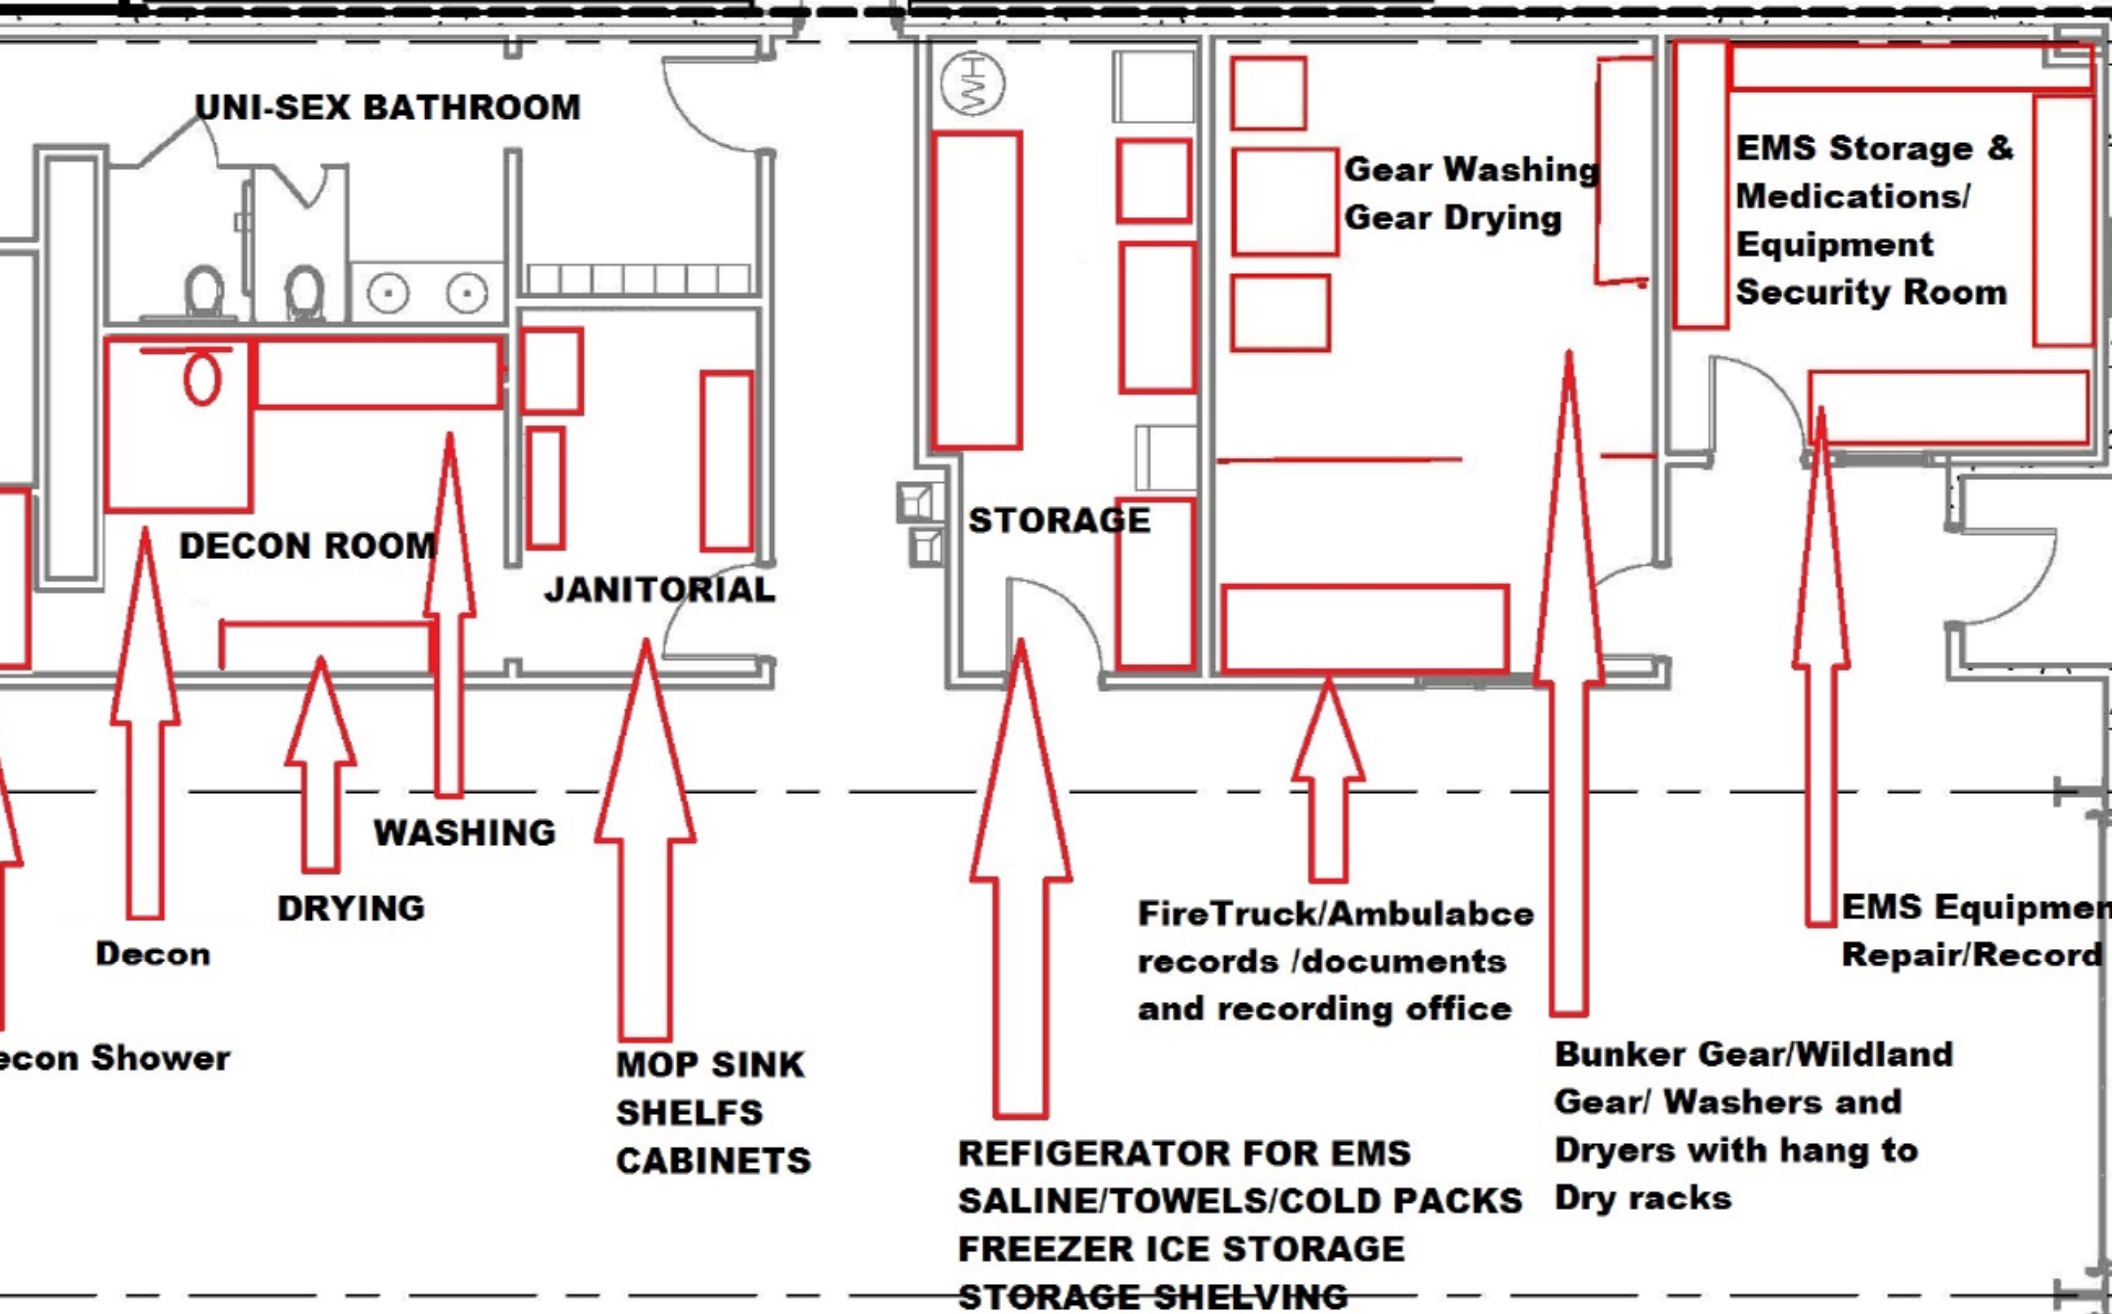 UNI-SEX BATHROOM
WH
Gear Washing
Gear Drying
EMS Storage &
Medications/
Equipment
Security Room
DECON ROOM
JANITORIAL
STORAGE
WASHING
DRYING
Decon
econ Shower
MOP SINK
SHELFS
CABINETS
REFIGERATOR FOR EMS
SALINE/TOWELS/COLD PACKS
FREEZER ICE STORAGE
STORAGE SHELVING
FireTruck/Ambulabce
records /documents
and recording office
Bunker Gear/Wildland
Gear/ Washers and
Dryers with hang to
Dry racks
EMS Equipmen
Repair/Record